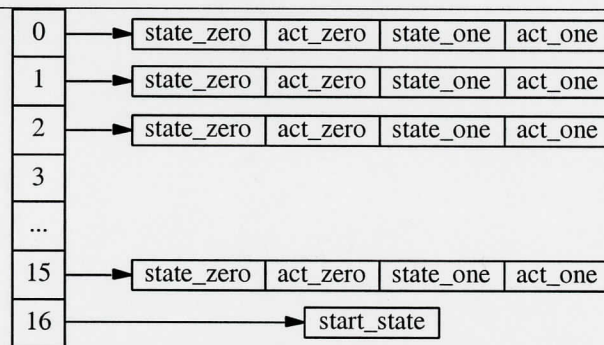 0 state_zero act_zero state_one act_one
1 state_zero act_zero state_one act_one
2 state_zero act_zero state_one act_one
3
...
15 state_zero act_zero state_one act_one
16 start_state